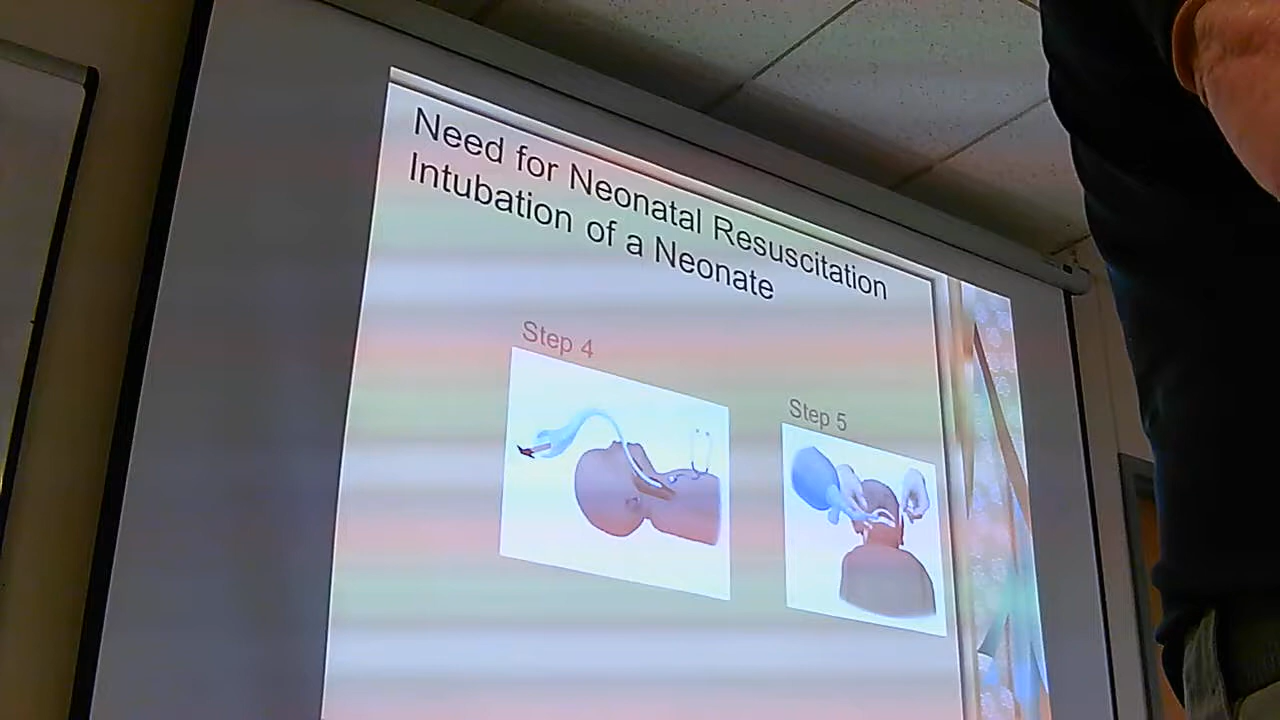 Need for Neonatal Resuscitation
Intubation of a Neonate
Step 4
Step 5